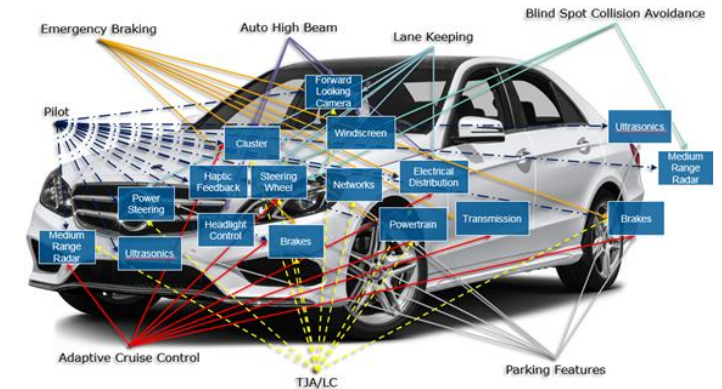 Blind Spot Collision Avoidance
Emergency Braking
Auto High Beam
Lane Keeping
Pilot
Forward
Looking
Camera
Cluster
Windscreen
Ultrasonics
Medium
Range
Radar
Haptic
Feedback
Steering
Wheel
Networks
Electrical
Distribution
Power
Steering
Headlight
Control
Powertrain
Transmission
Brakes
Medium
Range
Radar
Ultrasonics
Brakes
Adaptive Cruise Control
TJA/LC
Parking Features